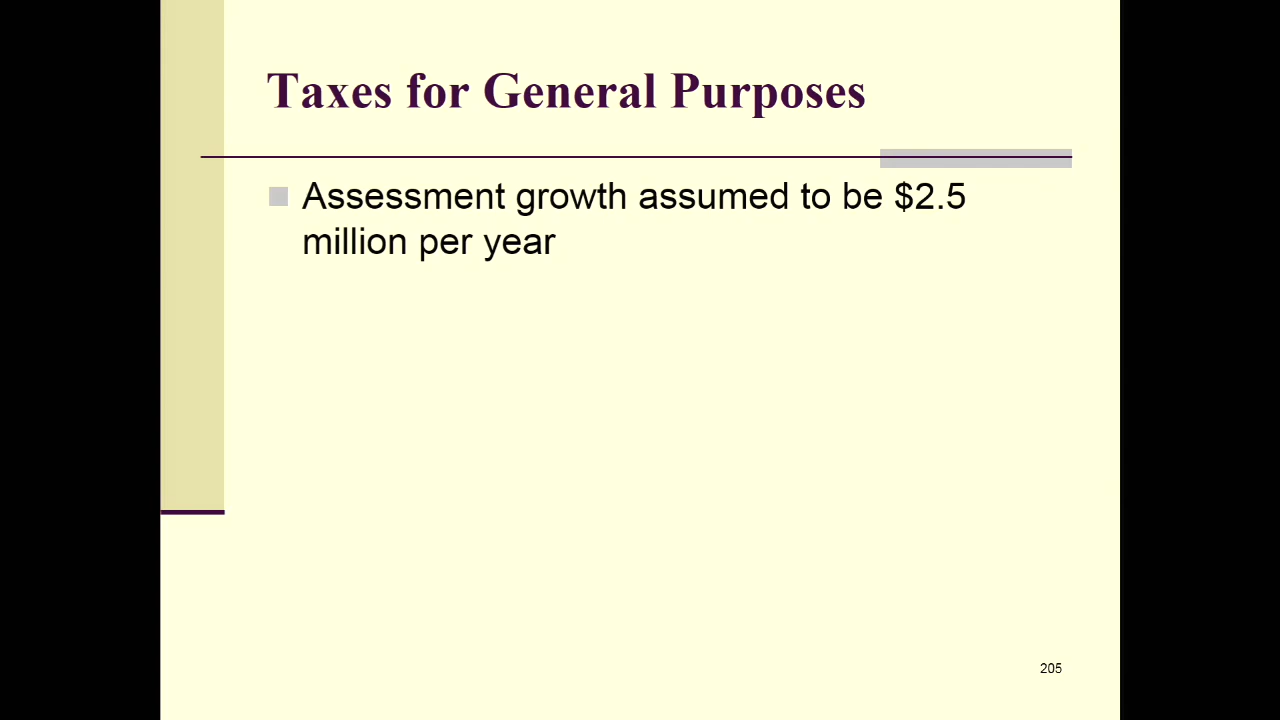 Taxes for General Purposes
Assessment growth assumed to be $2.5
million per year
205